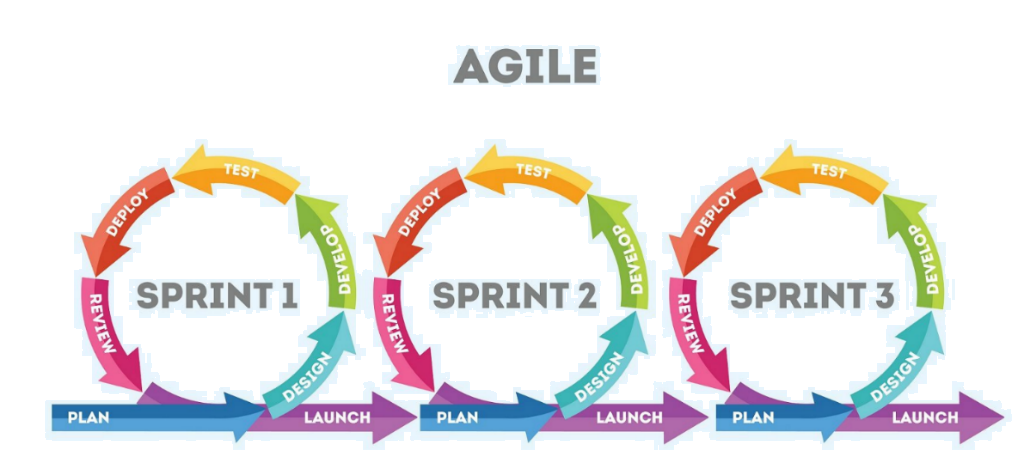 AGILE
TEST
DEPLOY
DEVELOP
SPRINT 1
REVIEW
DESIGN
PLAN
LAUNCH
TEST
DEPLOY
DEVELOP
SPRINT 2
REVIEW
DESIGN
PLAN
LAUNCH
TEST
DEPLOY
DEVELOP
SPRINT 3
REVIEW
DESIGN
PLAN
LAUNCH